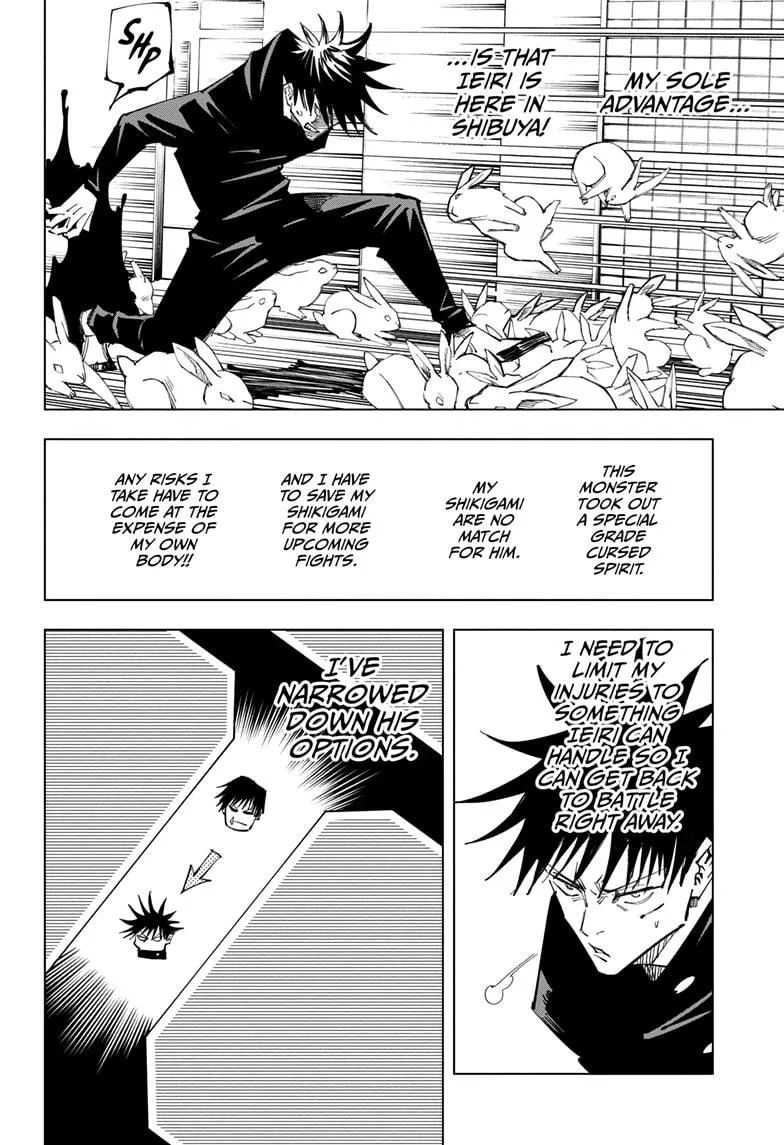 MY SOLE
ADVANTAGE...
...IS THAT
IEIRI IS
HERE IN
SHIBUYA!
SHP
THIS
MONSTER
TOOK OUT
A SPECIAL
GRADE
CURSED
SPIRIT.
MY
SHIKIGAMI
ARE NO
MATCH
FOR HIM.
AND I HAVE
TO SAVE MY
SHIKIGAMI
FOR MORE
UPCOMING
FIGHTS.
ANY RISKS I
TAKE HAVE TO
COME AT THE
EXPENSE OF
MY OWN
BODY!!
I NEED TO
LIMIT MY
INJURIES TO
SOMETHING
IEIRI CAN
HANDLE SO I
CAN GET BACK
TO BATTLE
RIGHT AWAY.
I'VE
NARROWED
DOWN HIS
OPTIONS.